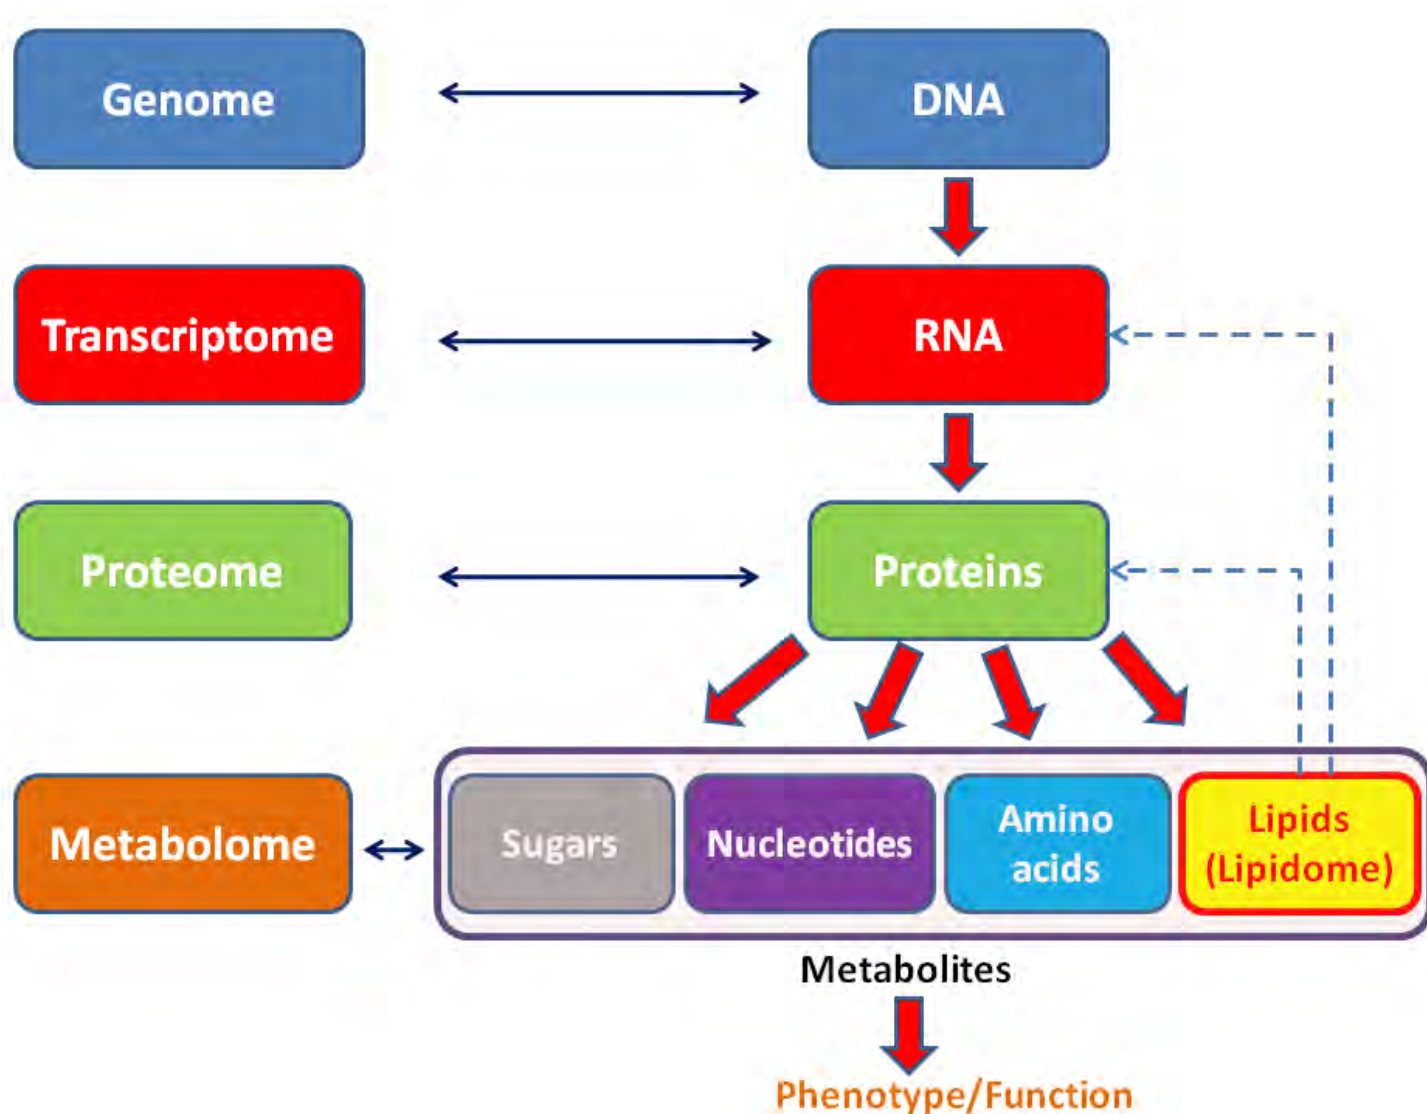 Genome
DNA
Transcriptome
RNA
Proteome
Proteins
Metabolome
Sugars
Nucleotides
Amino
acids
Lipids
(Lipidome)
Metabolites
Phenotype/Function